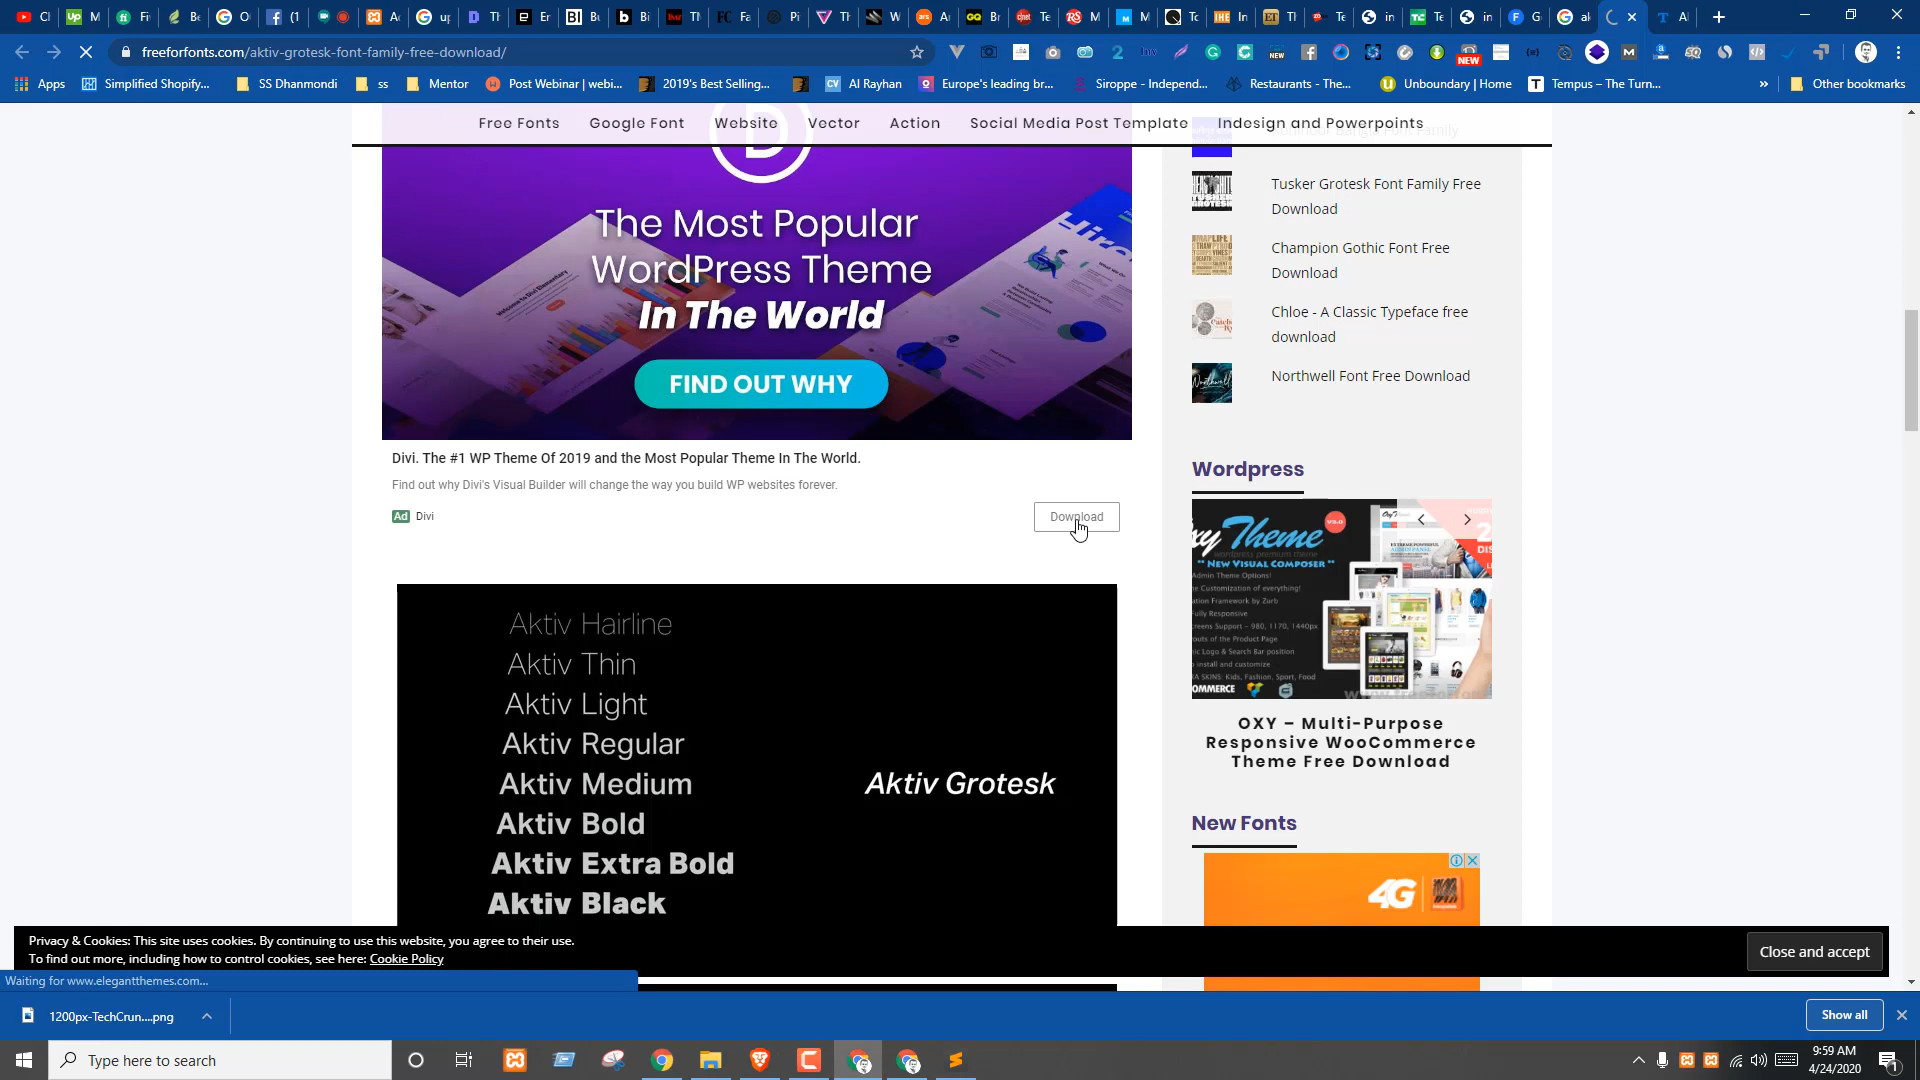 freeforfonts.com/aktiv-grotesk-font-family-free-download/
Apps
Simplified Shopify...
SS Dhanmondi
ss
Mentor
Post Webinar | webi...
2019's Best Selling...
Al Rayhan
Europe's leading br...
Siroppe - Independ...
Restaurants - The...
Unboundary | Home
Tempus – The Turn...
»
Other bookmarks
Free Fonts
Google Font
Website
Vector
Action
Social Media Post Template
Indesign and Powerpoints
The Most Popular
WordPress Theme
In The World
FIND OUT WHY
Divi. The #1 WP Theme Of 2019 and the Most Popular Theme In The World.
Find out why Divi's Visual Builder will change the way you build WP websites forever.
Ad Divi
Download
Aktiv Hairline
Aktiv Thin
Aktiv Light
Aktiv Regular
Aktiv Medium
Aktiv Bold
Aktiv Extra Bold
Aktiv Black
Aktiv Grotesk
Tusker Grotesk Font Family Free
Download
Champion Gothic Font Free
Download
Chloe - A Classic Typeface free
download
Northwell Font Free Download
Wordpress
OXY – Multi-Purpose
Responsive WooCommerce
Theme Free Download
New Fonts
4G
Privacy & Cookies: This site uses cookies. By continuing to use this website, you agree to their use.
To find out more, including how to control cookies, see here: Cookie Policy
Close and accept
Waiting for www.elegantthemes.com...
1200px-TechCrun....png
Show all
Type here to search
9:59 AM
4/24/2020